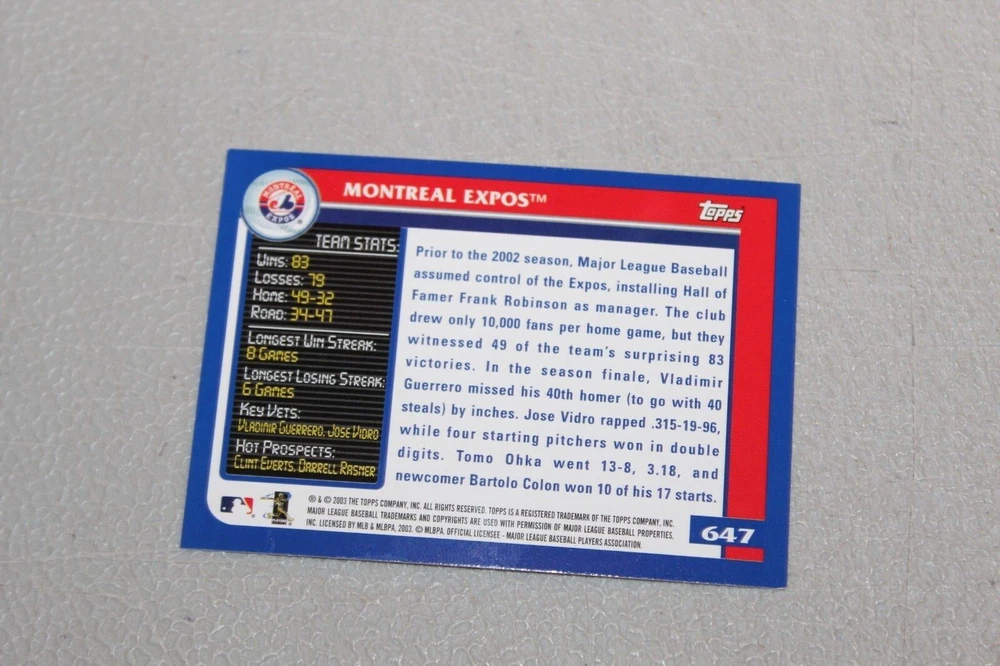 MONTREAL EXPOS™
topps
MONTREAL
EXPOS
TEAM STATS:
WINS: 83
LOSSES: 79
HOME: 49-32
ROAD: 34-47
LONGEST WIN STREAK:
8 GAMES
LONGEST LOSING STREAK:
6 GAMES
KEY VETS:
VLADIMIR GUERRERO, JOSE VIDRO
HOT PROSPECTS:
CLINT EVERTS, DARRELL RASNER
Prior to the 2002 season, Major League Baseball
assumed control of the Expos, installing Hall of
Famer Frank Robinson as manager. The club
drew only 10,000 fans per home game, but they
witnessed 49 of the team's surprising 83
victories. In the season finale, Vladimir
Guerrero missed his 40th homer (to go with 40
steals) by inches. Jose Vidro rapped .315-19-96,
while four starting pitchers won in double
digits. Tomo Ohka went 13-8, 3.18, and
newcomer Bartolo Colon won 10 of his 17 starts.
® & © 2003 THE TOPPS COMPANY, INC. ALL RIGHTS RESERVED. TOPPS IS A REGISTERED TRADEMARK OF THE TOPPS COMPANY, INC.
MAJOR LEAGUE BASEBALL TRADEMARKS AND COPYRIGHTS ARE USED WITH PERMISSION OF MAJOR LEAGUE BASEBALL PROPERTIES,
INC. LICENSED BY MLB & MLBPA, 2003. © MLBPA. OFFICIAL LICENSEE - MAJOR LEAGUE BASEBALL PLAYERS ASSOCIATION.
647